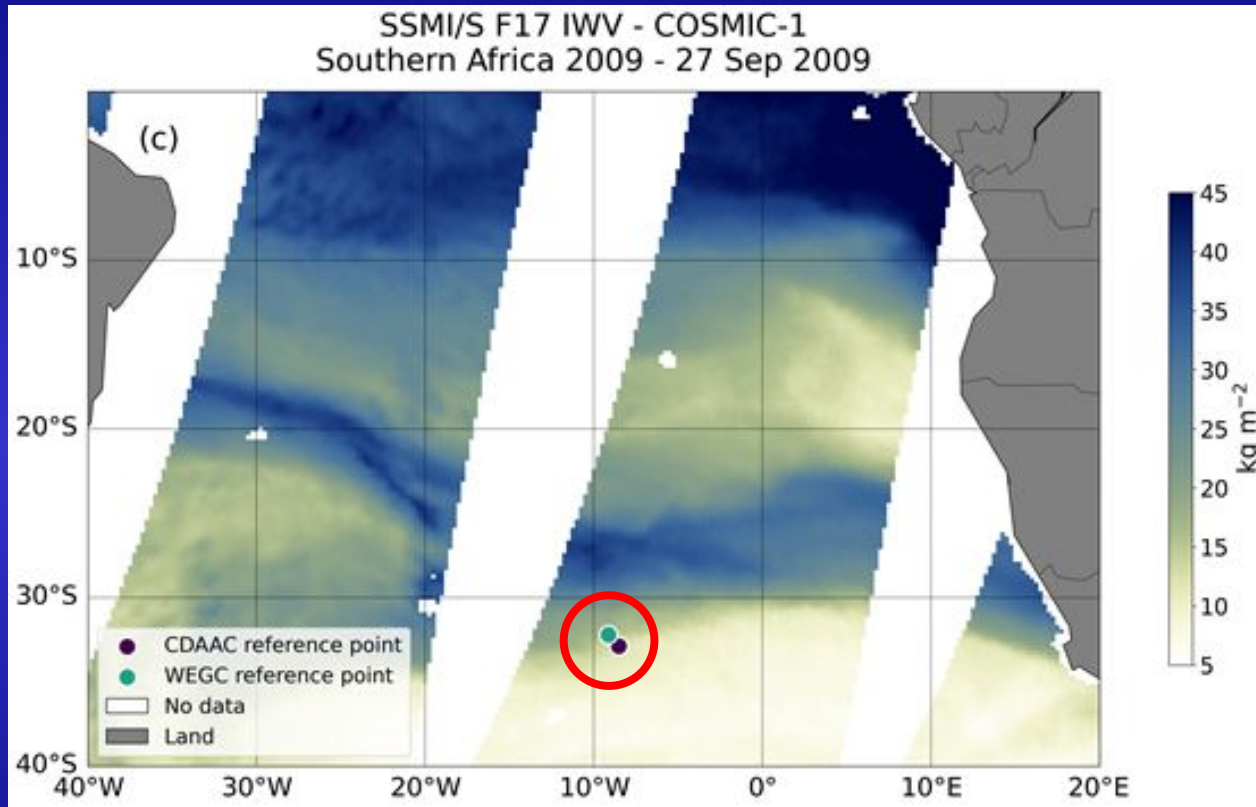 SSMI/S F17 IWV - COSMIC-1
Southern Africa 2009 - 27 Sep 2009
(c)
10°S
20°S
30°S
40°S
CDAAC reference point
WEGC reference point
No data
Land
40°W
30°W
20°W
10°W
0°
10°E
20°E
45
40
35
30
25
20
15
10
5
kg m⁻²